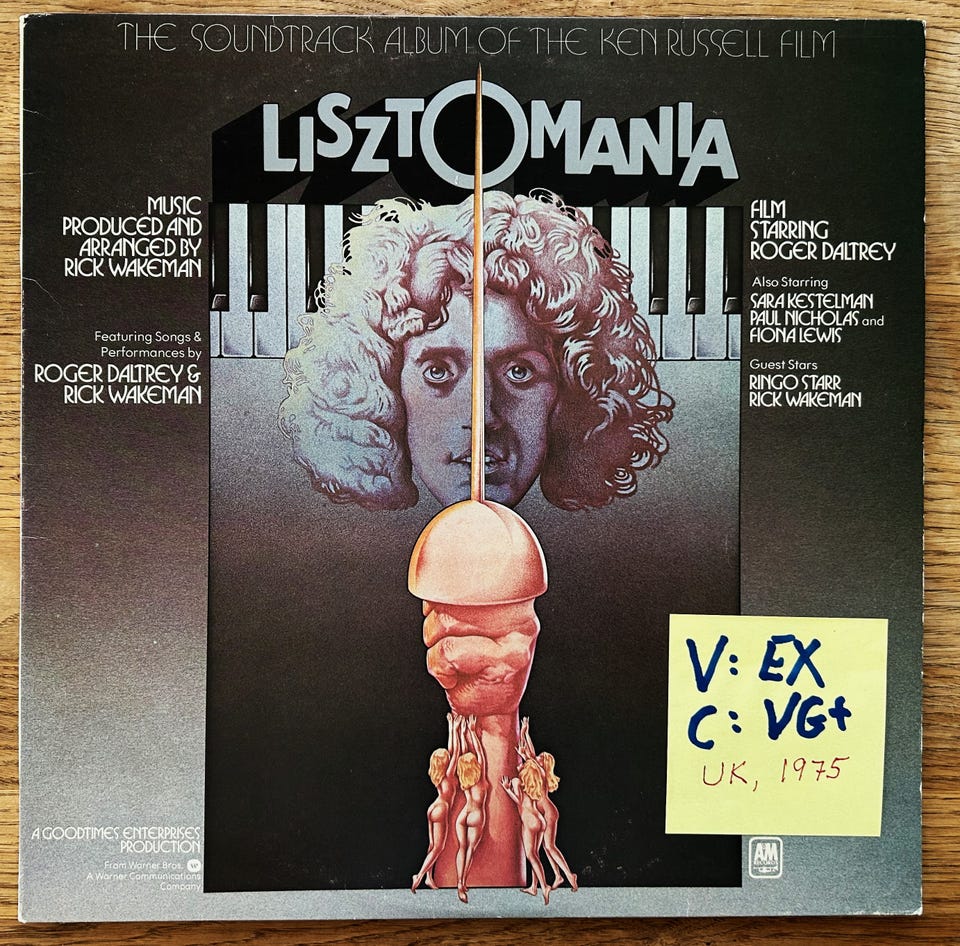 THE SOUNDTRACK ALBUM OF THE KEN RUSSELL FILM
LISZTOMANIA
MUSIC
PRODUCED AND
ARRANGED BY
RICK WAKEMAN
Featuring Songs &
Performances by
ROGER DALTREY &
RICK WAKEMAN
FILM
STARRING
ROGER DALTREY
Also Starring
SARA KESTELMAN
PAUL NICHOLAS and
FIONA LEWIS
Guest Stars
RINGO STARR
RICK WAKEMAN
V: EX
C: VG+
UK, 1975
A GOODTIMES ENTERPRISES
PRODUCTION
From Warner Bros.
A Warner Communications
Company
AM
RECORDS